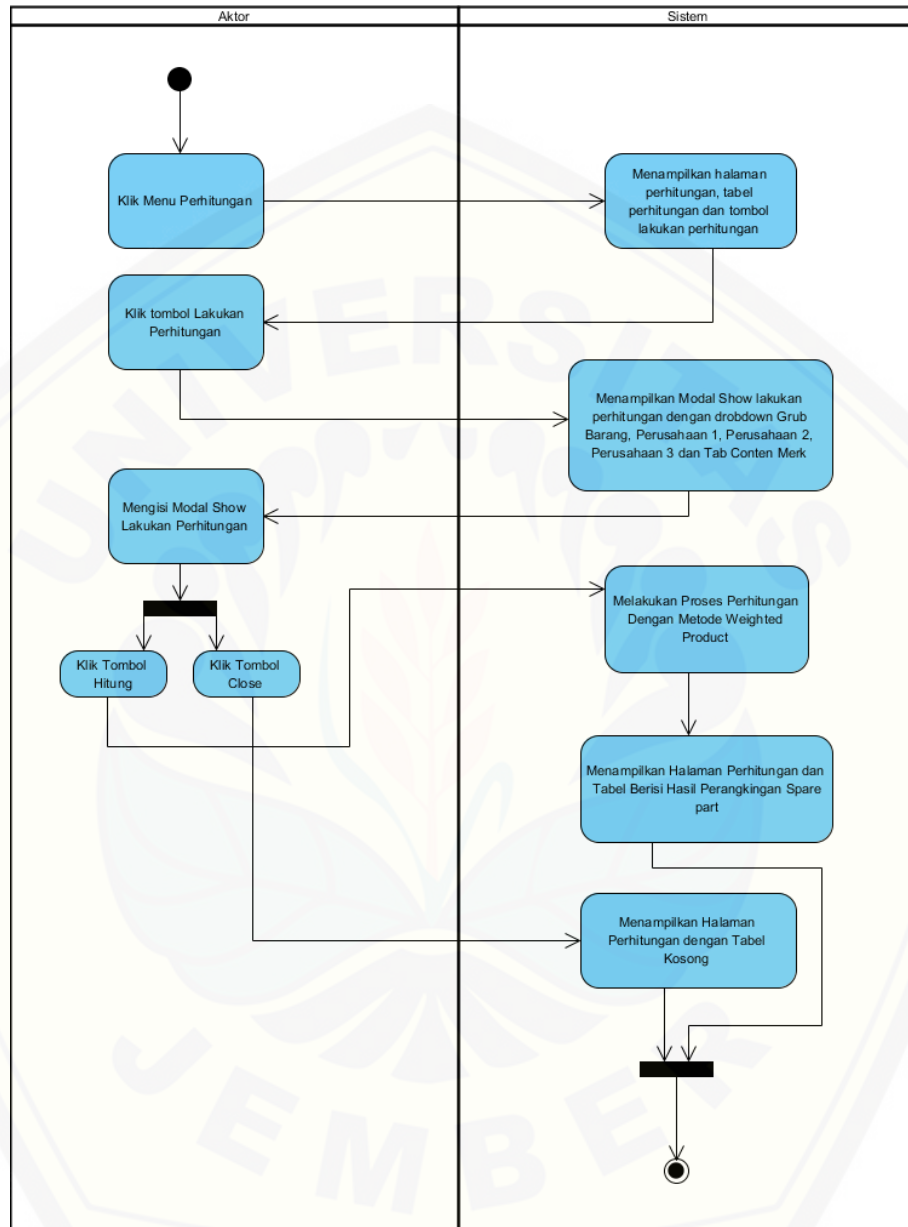 Aktor
Sistem
Klik Menu Perhitungan
Menampilkan halaman
perhitungan, tabel
perhitungan dan tombol
lakukan perhitungan
Klik tombol Lakukan
Perhitungan
Menampilkan Modal Show lakukan
perhitungan dengan drobdown Grub
Barang, Perusahaan 1, Perusahaan 2,
Perusahaan 3 dan Tab Conten Merk
Mengisi Modal Show
Lakukan Perhitungan
Klik Tombol
Hitung
Klik Tombol
Close
Melakukan Proses Perhitungan
Dengan Metode Weighted
Product
Menampilkan Halaman Perhitungan dan
Tabel Berisi Hasil Perangkingan Spare
part
Menampilkan Halaman
Perhitungan dengan Tabel
Kosong
UNIVERSITAS
JEMBER